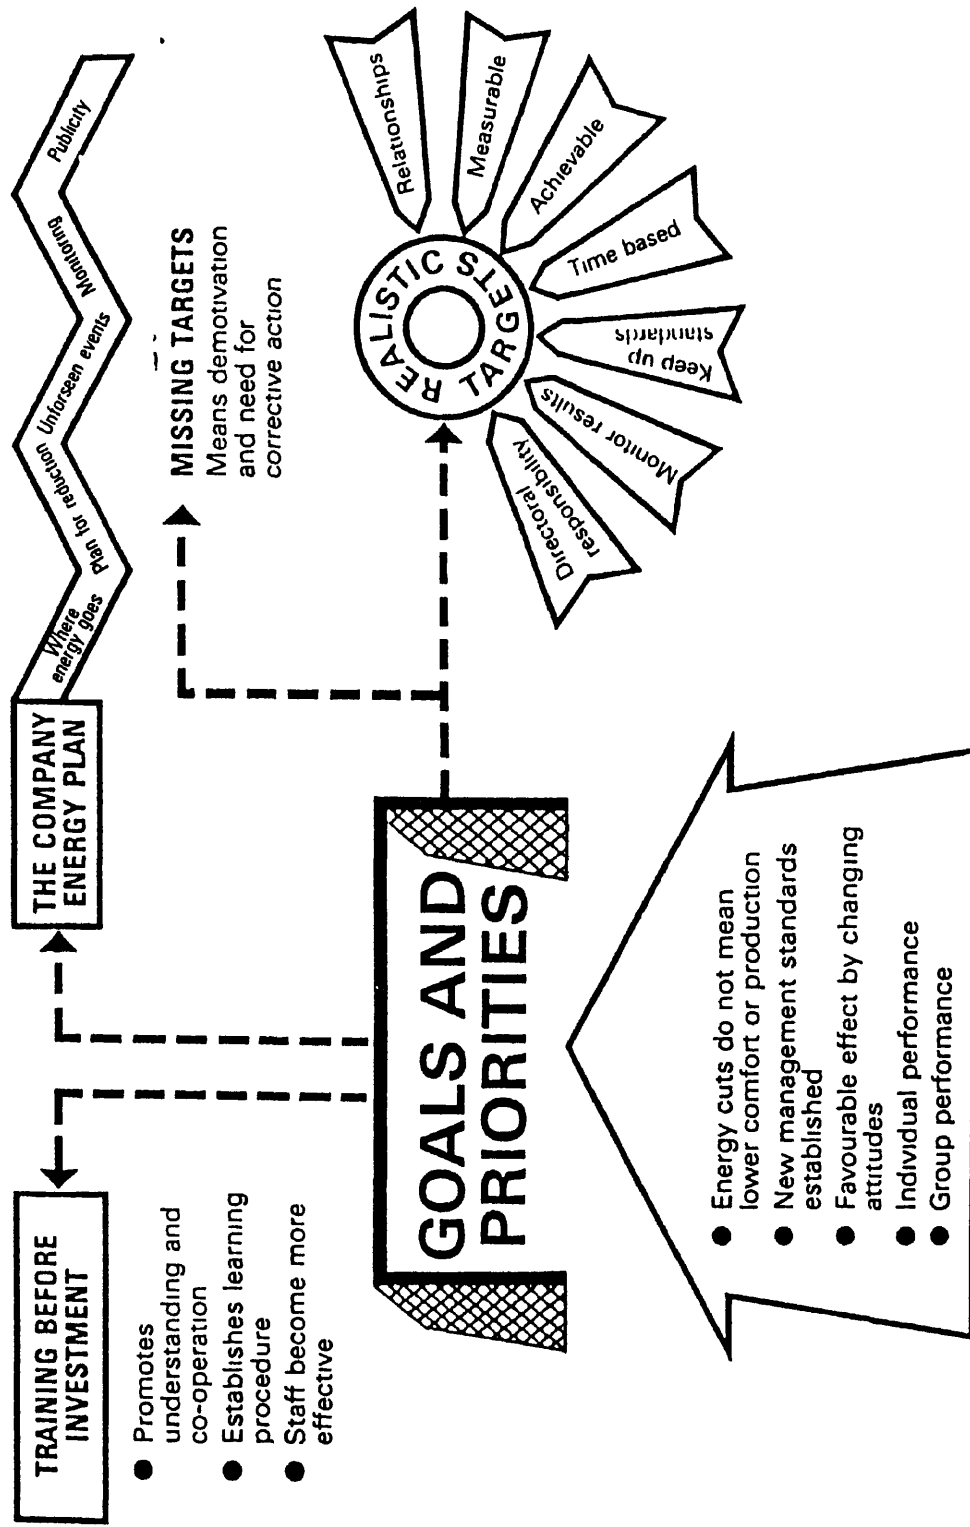 TRAINING BEFORE
INVESTMENT
● Promotes
understanding and
co-operation
● Establishes learning
procedure
● Staff become more
effective
THE COMPANY
ENERGY PLAN
Where
energy goes
Plan for reduction
Unforseen events
Monitoring
Publicity
MISSING TARGETS
Means demotivation
and need for
corrective action
GOALS AND
PRIORITIES
REALISTIC
TARGETS
Relationships
Measurable
Achievable
Time based
Keep up
standards
Monitor results
Directoral
responsibility
● Energy cuts do not mean
lower comfort or production
● New management standards
established
● Favourable effect by changing
attitudes
● Individual performance
● Group performance